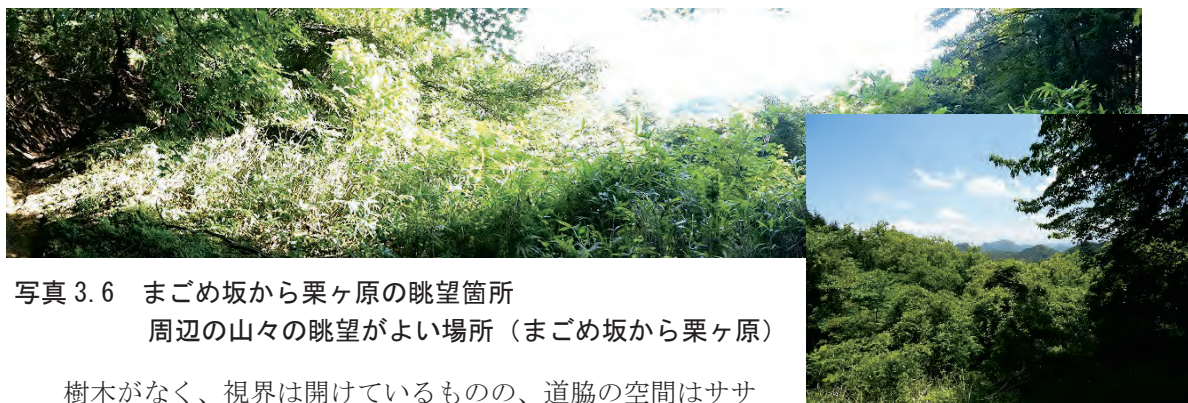 写真 3.6　まごめ坂から栗ヶ原の眺望箇所
周辺の山々の眺望がよい場所（まごめ坂から栗ヶ原）
樹木がなく、視界は開けているものの、道脇の空間はササ